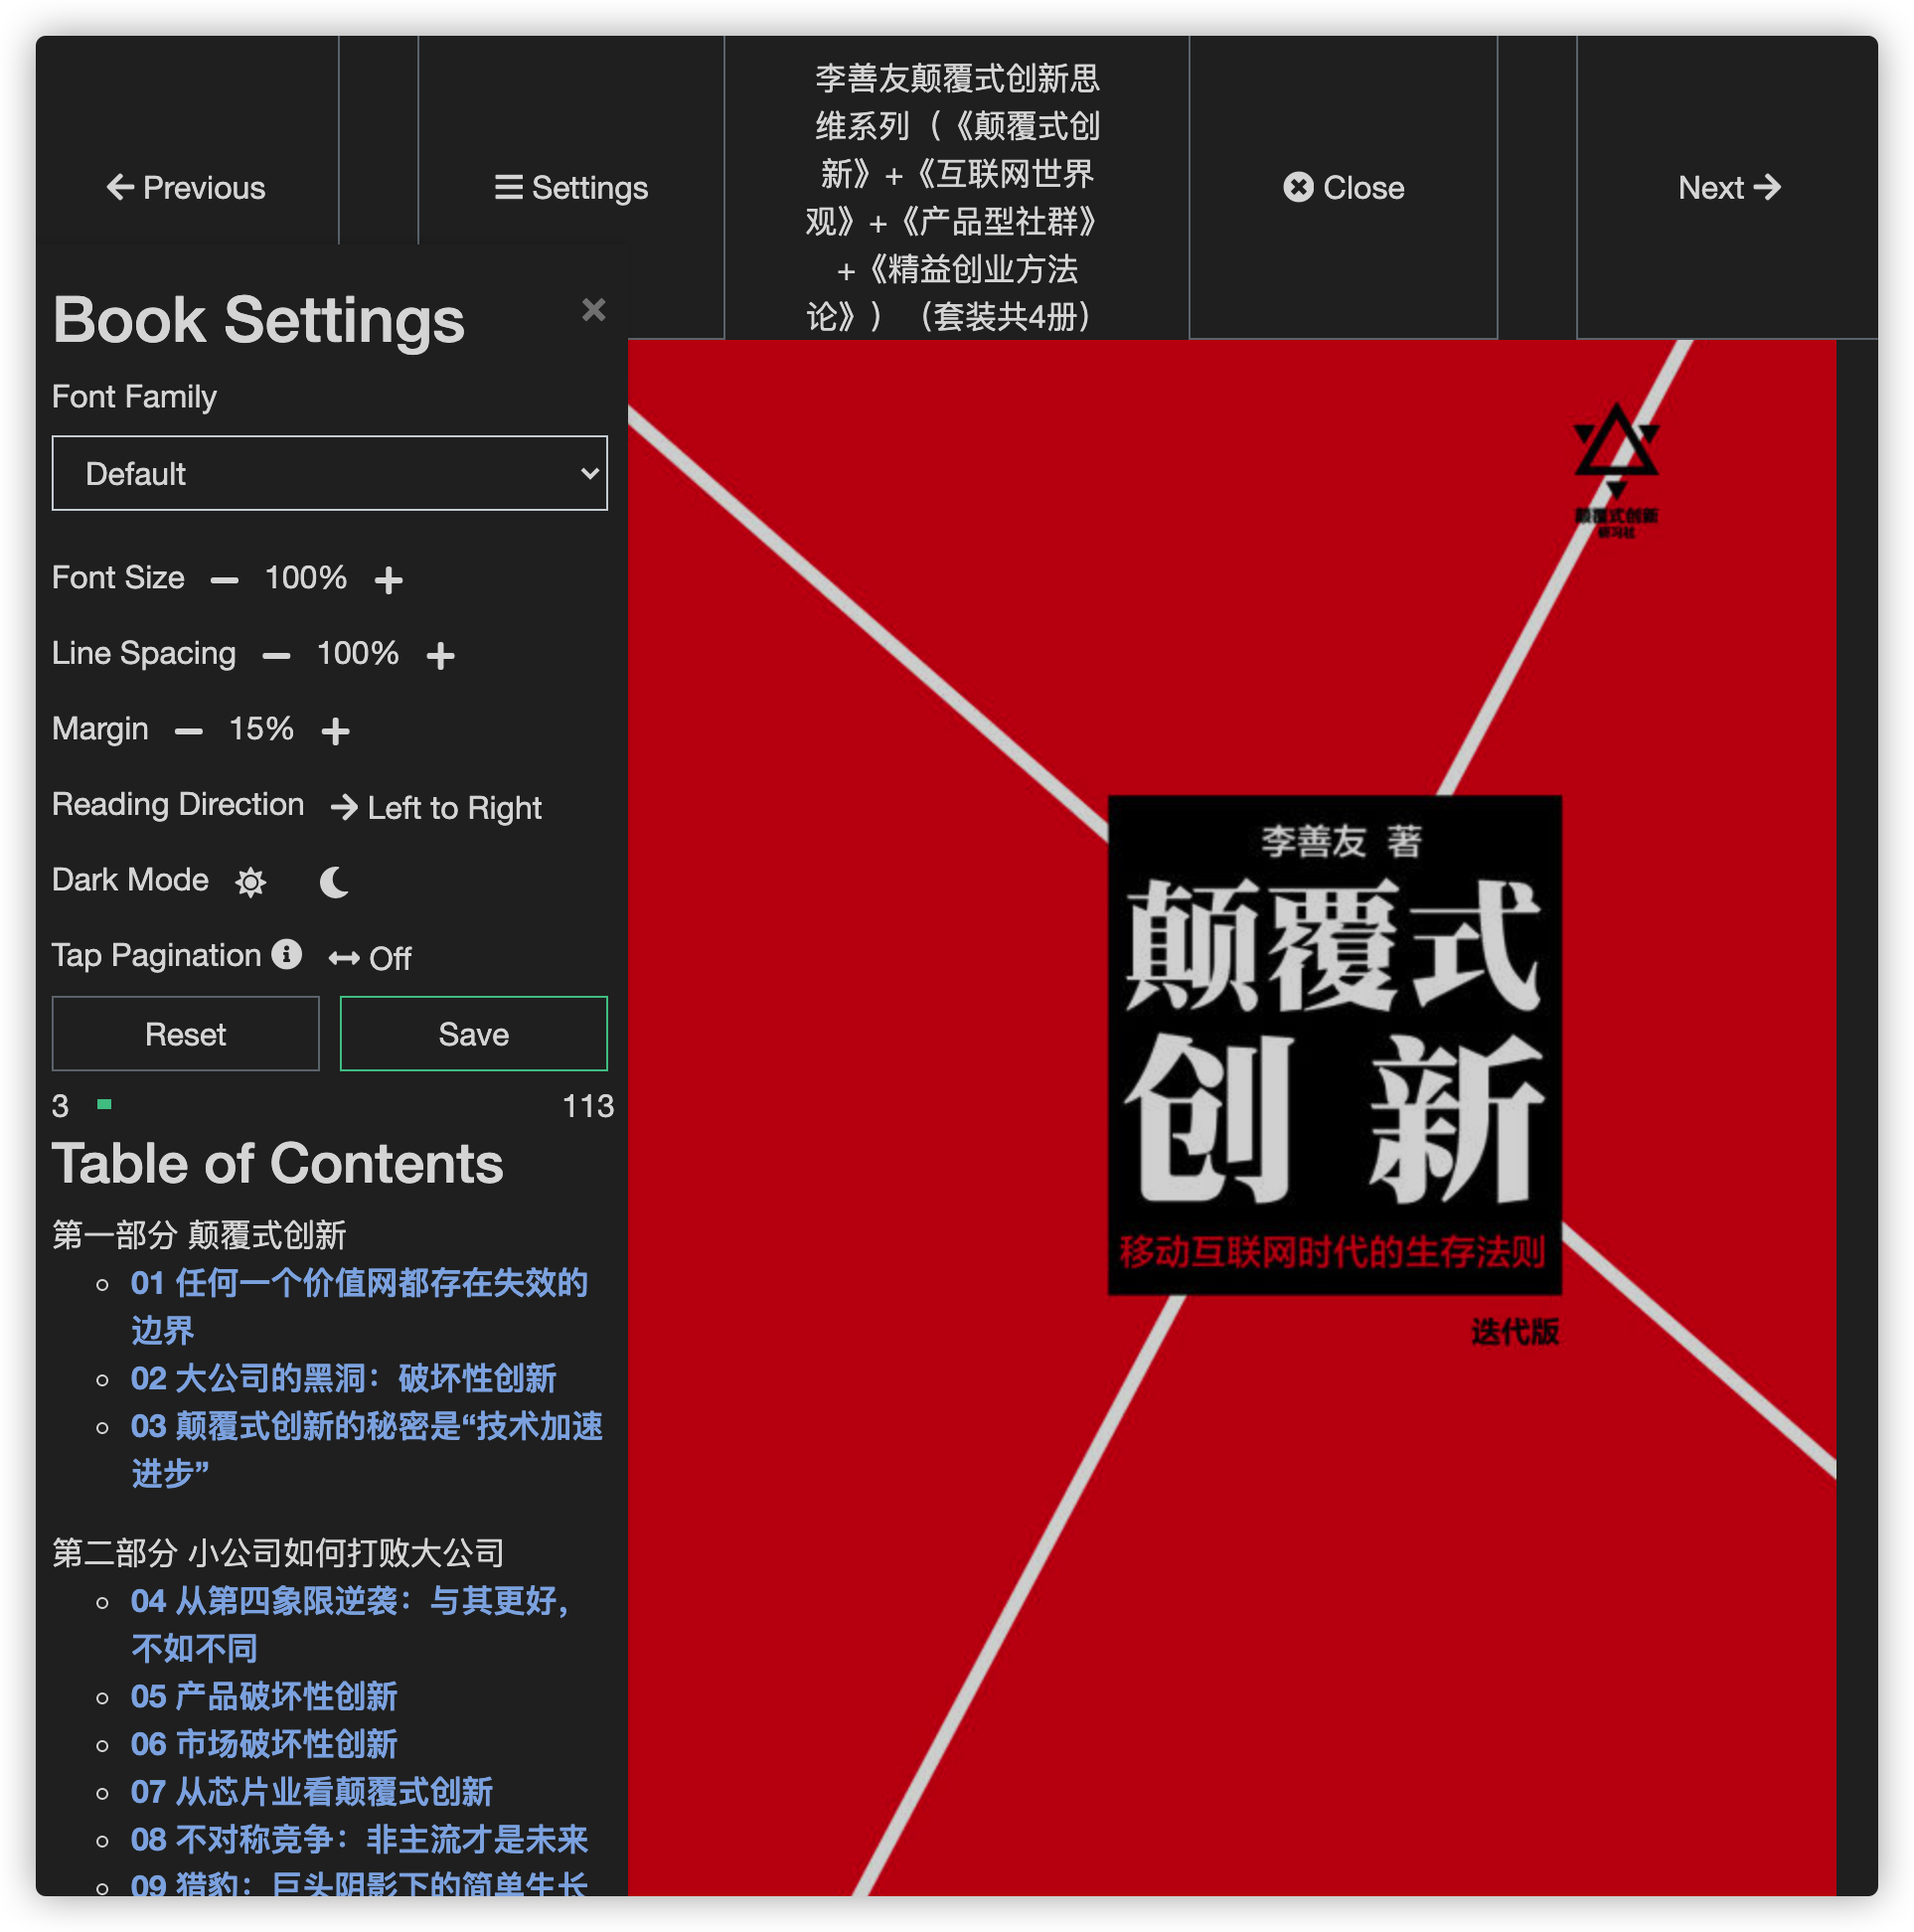 Previous
Settings
李善友颠覆式创新思
维系列（《颠覆式创
新》+《互联网世界
观》+《产品型社群》
+《精益创业方法
论》）（套装共4册）
Close
Next
Book Settings
×
Font Family
Default
Font Size 100%
Line Spacing 100%
Margin 15%
Reading Direction Left to Right
Dark Mode
Tap Pagination Off
Reset Save
3 113
Table of Contents
第一部分 颠覆式创新
01 任何一个价值网都存在失效的
边界
02 大公司的黑洞：破坏性创新
03 颠覆式创新的秘密是“技术加速
进步”
第二部分 小公司如何打败大公司
04 从第四象限逆袭：与其更好，
不如不同
05 产品破坏性创新
06 市场破坏性创新
07 从芯片业看颠覆式创新
08 不对称竞争：非主流才是未来
09 猎豹：巨头阴影下的简单生长
颠覆式创新
研习社
李善友 著
颠覆式
创 新
移动互联网时代的生存法则
迭代版